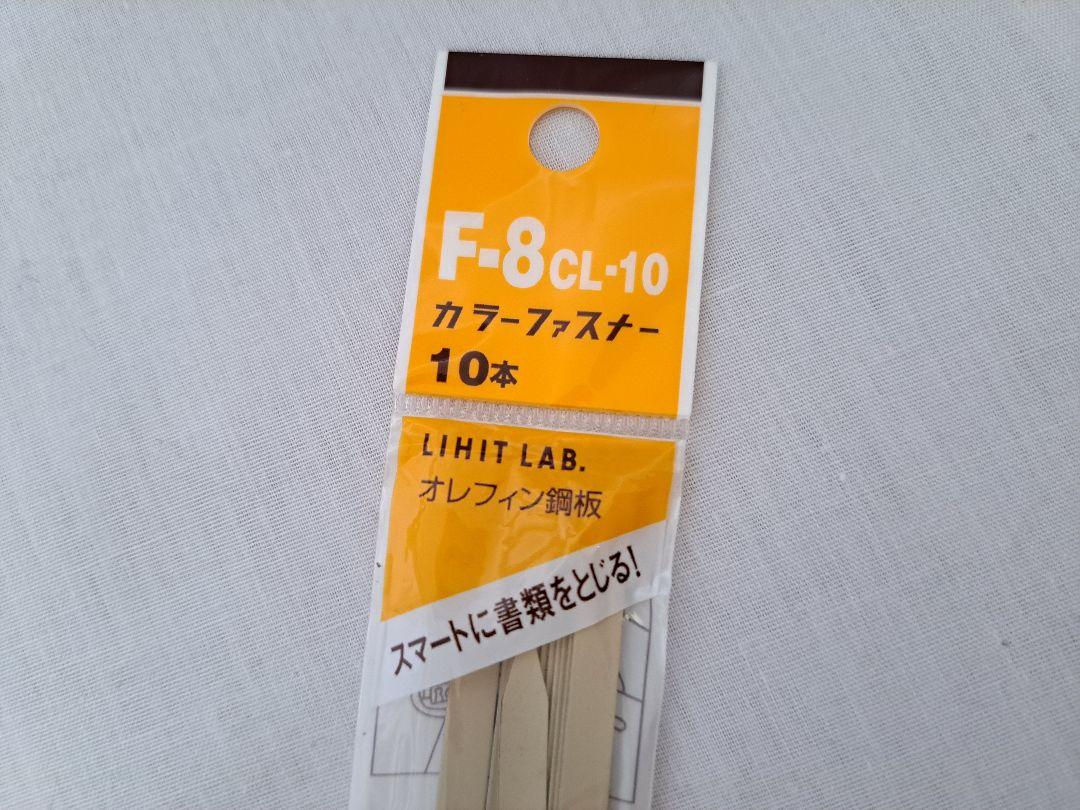 F-8CL-10
カラーファスナー
10本
LIHIT LAB.
オレフィン鋼板
スマートに書類をとじる!